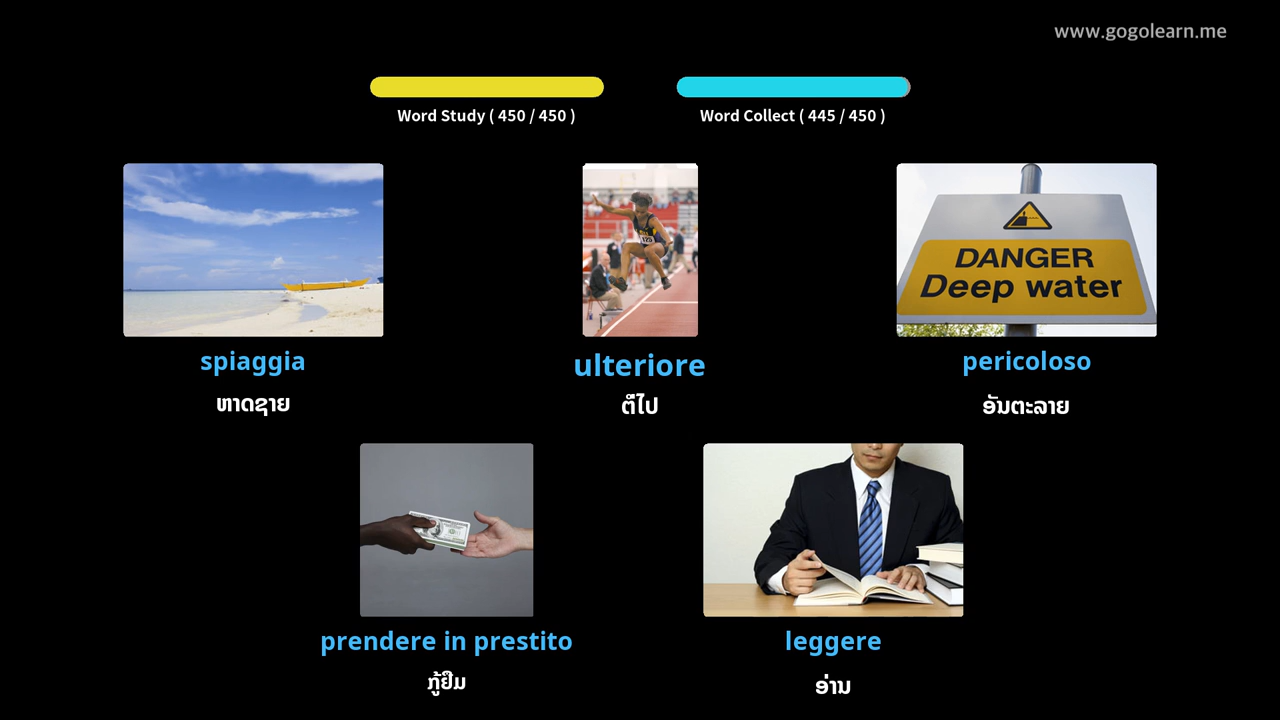 www.gogolearn.me
Word Study ( 450 / 450 )
Word Collect ( 445 / 450 )
DANGER
Deep water
spiaggia
ulteriore
pericoloso
ຫາດຊາຍ
ຕໍ່ໄປ
ອັນຕະລາຍ
prendere in prestito
leggere
ກູ້ຢືມ
ອ່ານ